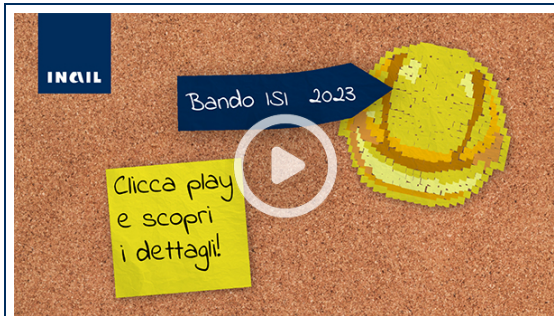 INAIL
Bando ISI 2023
Clicca play
e scopri
i dettagli!